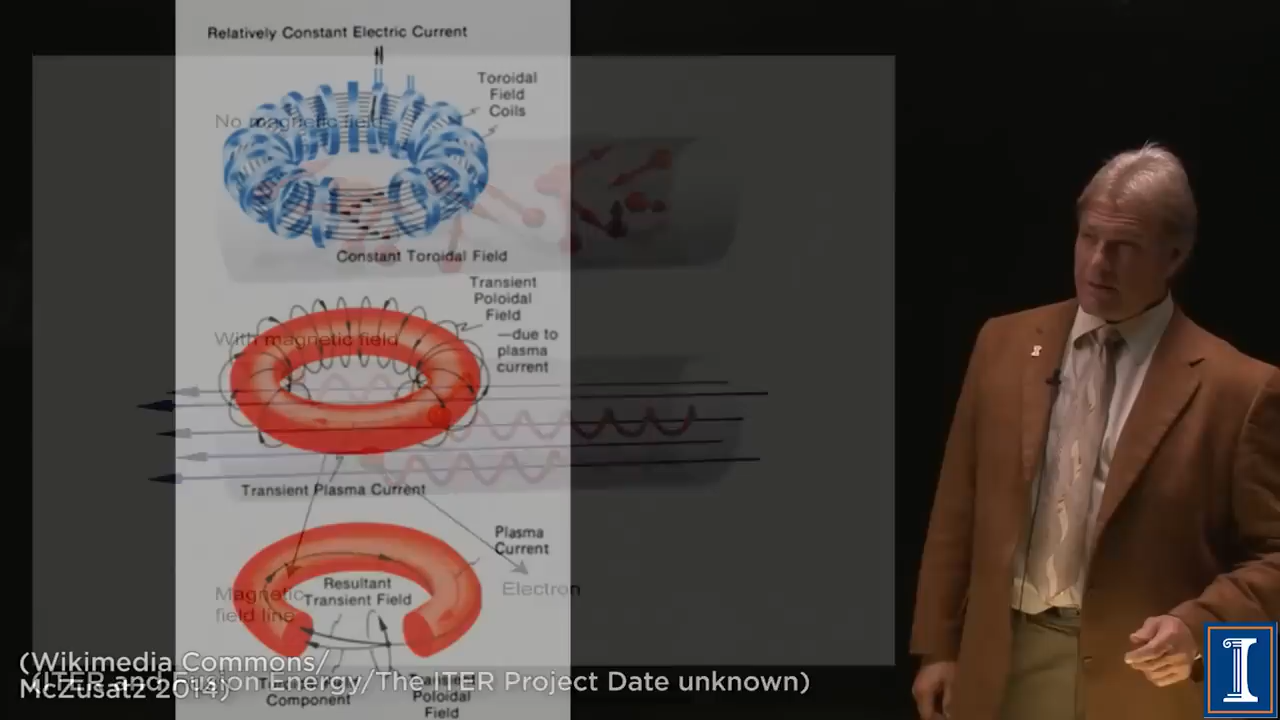 Relatively Constant Electric Current
Toroidal
Field
Coils
No magnetic field
Constant Toroidal Field
Transient
Poloidal
Field
—due to
plasma
current
With magnetic field
Transient Plasma Current
Plasma
Current
Resultant
Transient Field
Magnetic
field line
Electron
(Wikimedia Commons/
McZusatz 2014)
(ITER and Fusion Energy/The ITER Project Date unknown)
Component
Poloidal
Field
I